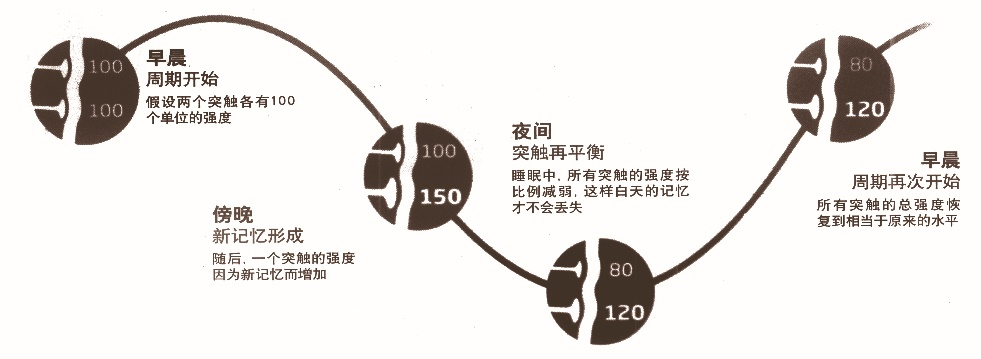 100
100
早晨
周期开始
假设两个突触各有100
个单位的强度
100
150
傍晚
新记忆形成
随后，一个突触的强度
因为新记忆而增加
夜间
突触再平衡
睡眠中，所有突触的强度按
比例减弱，这样白天的记忆
才不会丢失
80
120
80
120
早晨
周期再次开始
所有突触的总强度恢
复到相当于原来的水平